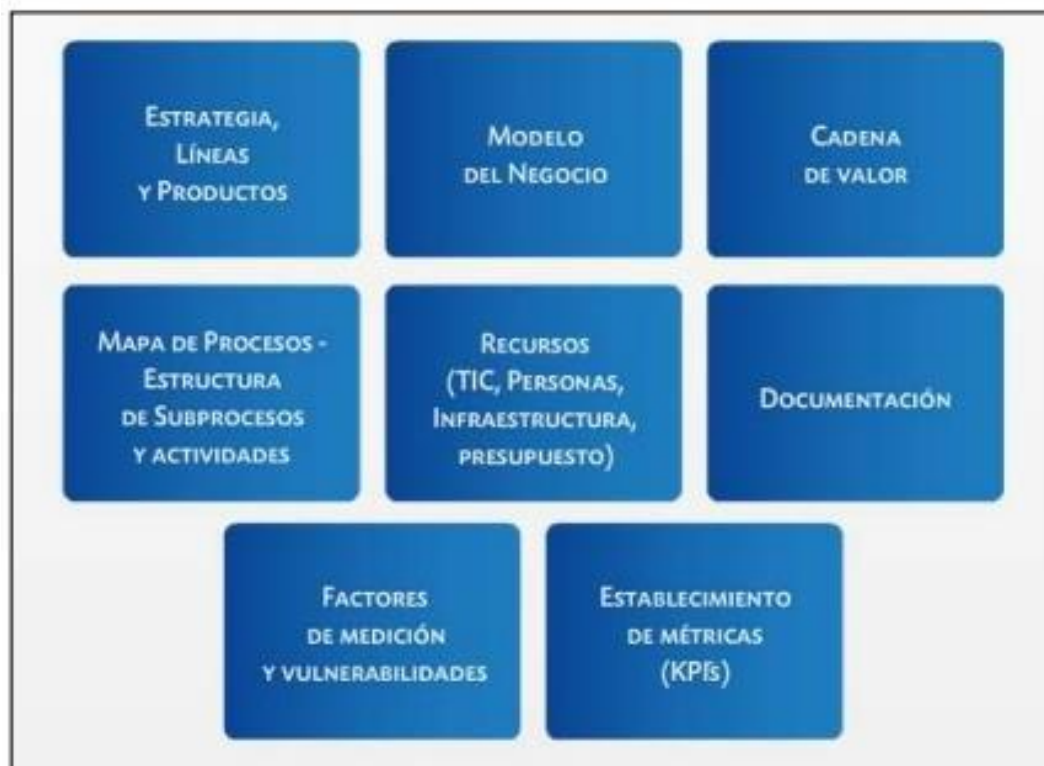 Estrategia,
Líneas
y Productos
Modelo
del Negocio
Cadena
de valor
Mapa de Procesos -
Estructura
de Subprocesos
y actividades
Recursos
(TIC, Personas,
Infraestructura,
presupuesto)
Documentación
Factores
de medición
y vulnerabilidades
Establecimiento
de métricas
(KPI's)